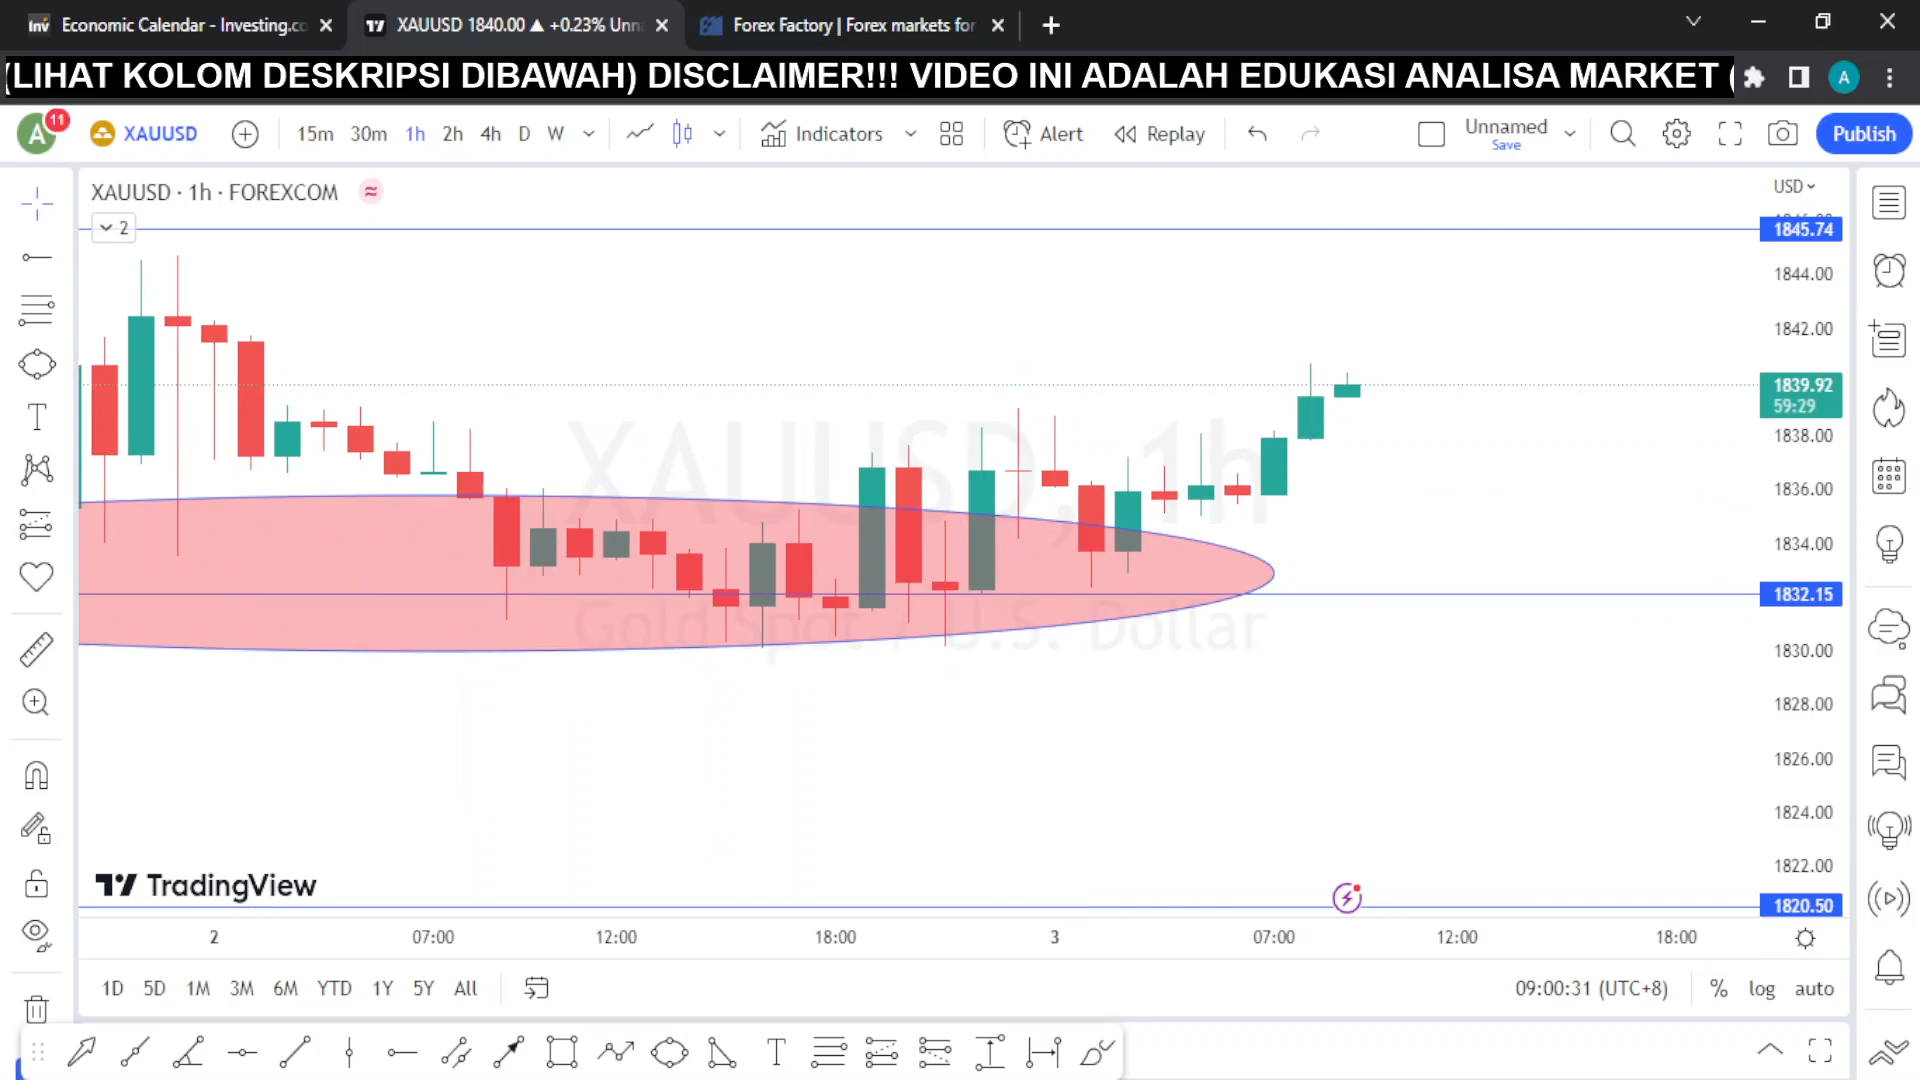 Economic Calendar - Investing.co
XAUUSD 1840.00 ▲ +0.23% Unn
Forex Factory | Forex markets for
(LIHAT KOLOM DESKRIPSI DIBAWAH) DISCLAIMER!!! VIDEO INI ADALAH EDUKASI ANALISA MARKET (
A
A 11 XAUUSD 15m 30m 1h 2h 4h D W Indicators Alert Replay Unnamed Save Publish
XAUUSD · 1h · FOREXCOM
USD
2
1845.74
1844.00
1842.00
1839.92
59:29
1838.00
1836.00
1834.00
1832.15
1830.00
1828.00
1826.00
1824.00
1822.00
1820.50
XAUUSD, 1h
Gold Spot / U.S. Dollar
TradingView
2 07:00 12:00 18:00 3 07:00 12:00 18:00
1D 5D 1M 3M 6M YTD 1Y 5Y All
09:00:31 (UTC+8) % log auto